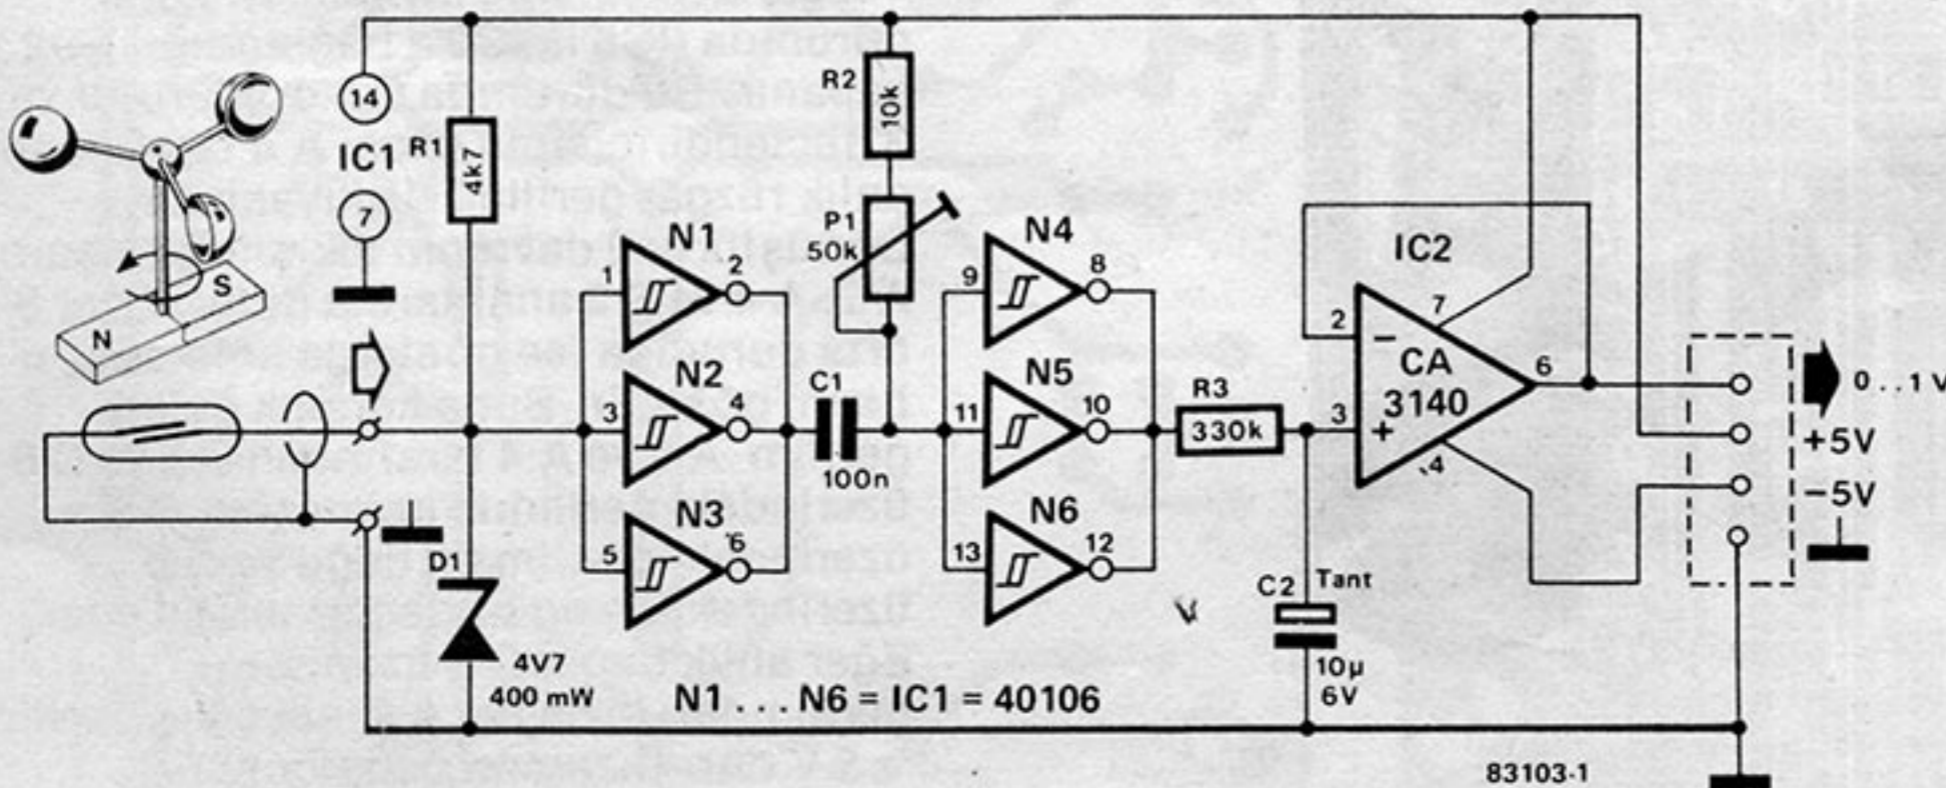 14
IC1
7
R1
4k7
R2
10k
P1
50k
N
S
N1
1
2
N2
3
4
N3
5
6
C1
100n
N4
9
8
N5
11
10
N6
13
12
R3
330k
IC2
2
−
7
CA
3140
6
3
+
4
0..1V
+5V
−5V
D1
4V7
400 mW
C2
Tant
10µ
6V
N1 ... N6 = IC1 = 40106
83103-1